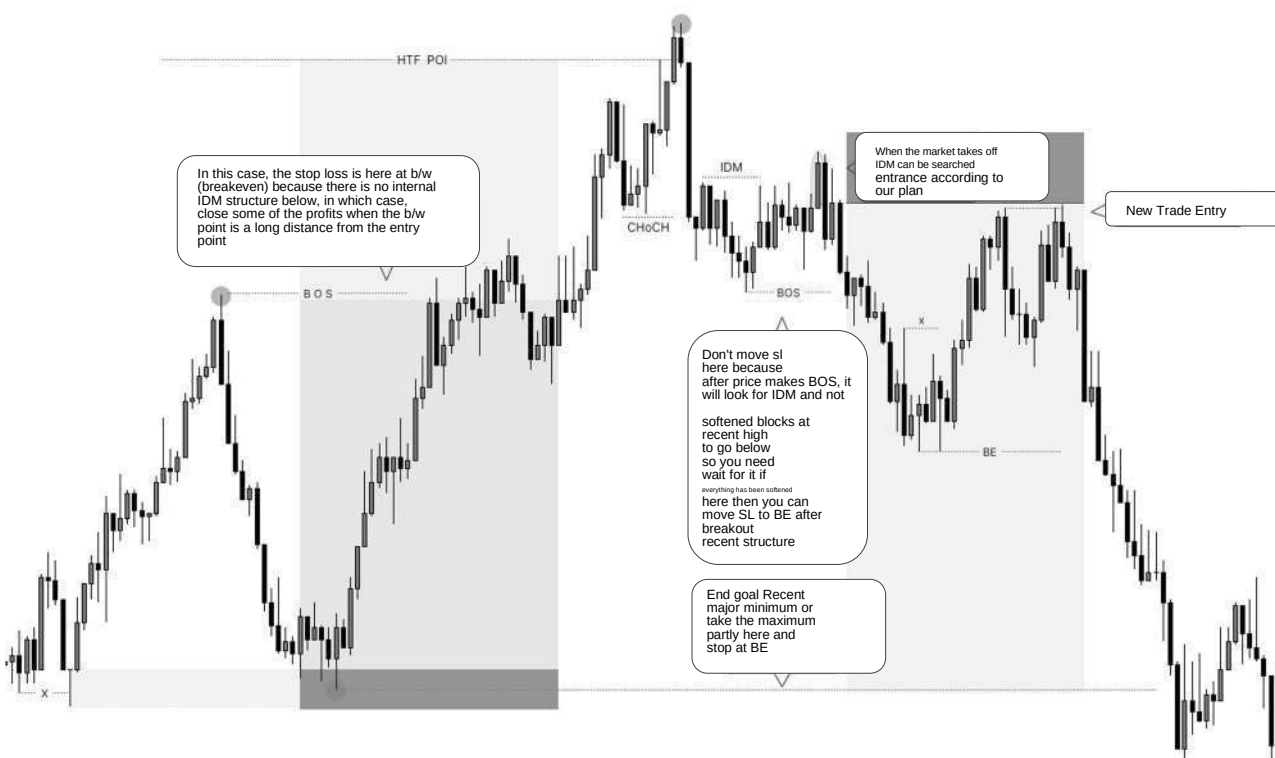 HTF POI
When the market takes off
IDM can be searched
entrance according to
our plan
In this case, the stop loss is here at b/w
(breakeven) because there is no internal
IDM structure below, in which case,
close some of the profits when the b/w
point is a long distance from the entry
point
IDM
New Trade Entry
CHoCH
BOS
BOS
x
Don't move sl
here because
after price makes BOS, it
will look for IDM and not
softened blocks at
recent high
to go below
so you need
wait for it if
everything has been softened
here then you can
move SL to BE after
breakout
recent structure
BE
End goal Recent
major minimum or
take the maximum
partly here and
stop at BE
X